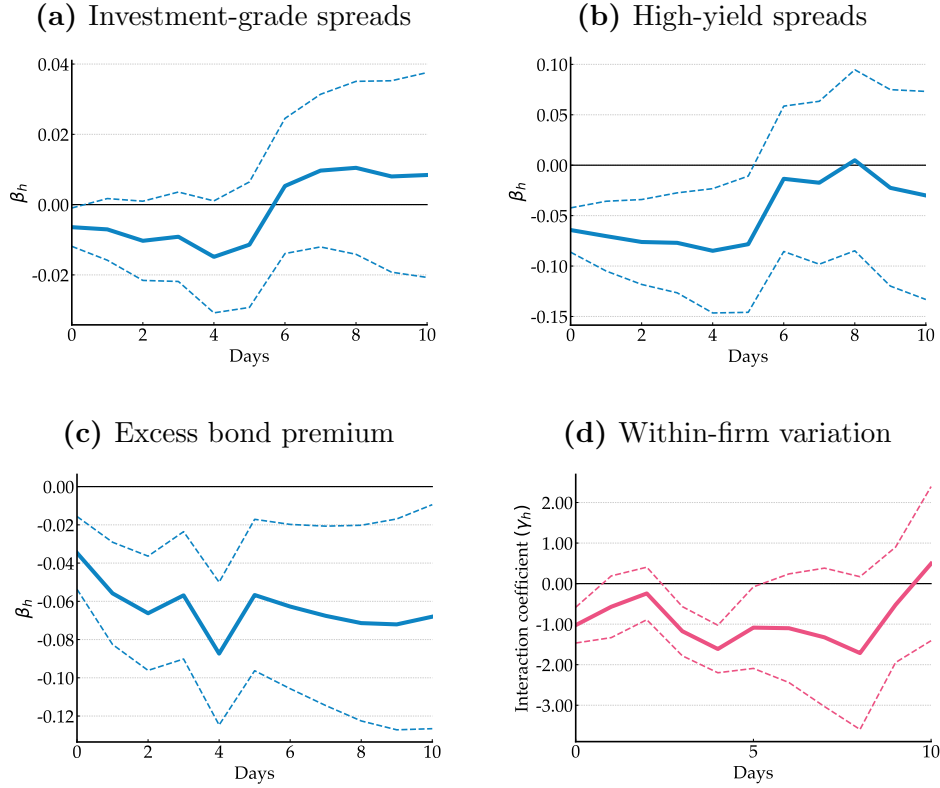 (a) Investment-grade spreads
0.04
0.02
0.00
-0.02
βh
0 2 4 6 8 10
Days
(b) High-yield spreads
0.10
0.05
0.00
-0.05
-0.10
-0.15
βh
0 2 4 6 8 10
Days
(c) Excess bond premium
0.00
-0.02
-0.04
-0.06
-0.08
-0.10
-0.12
βh
0 2 4 6 8 10
Days
(d) Within-firm variation
2.00
1.00
0.00
-1.00
-2.00
-3.00
Interaction coefficient (γh)
0 5 10
Days